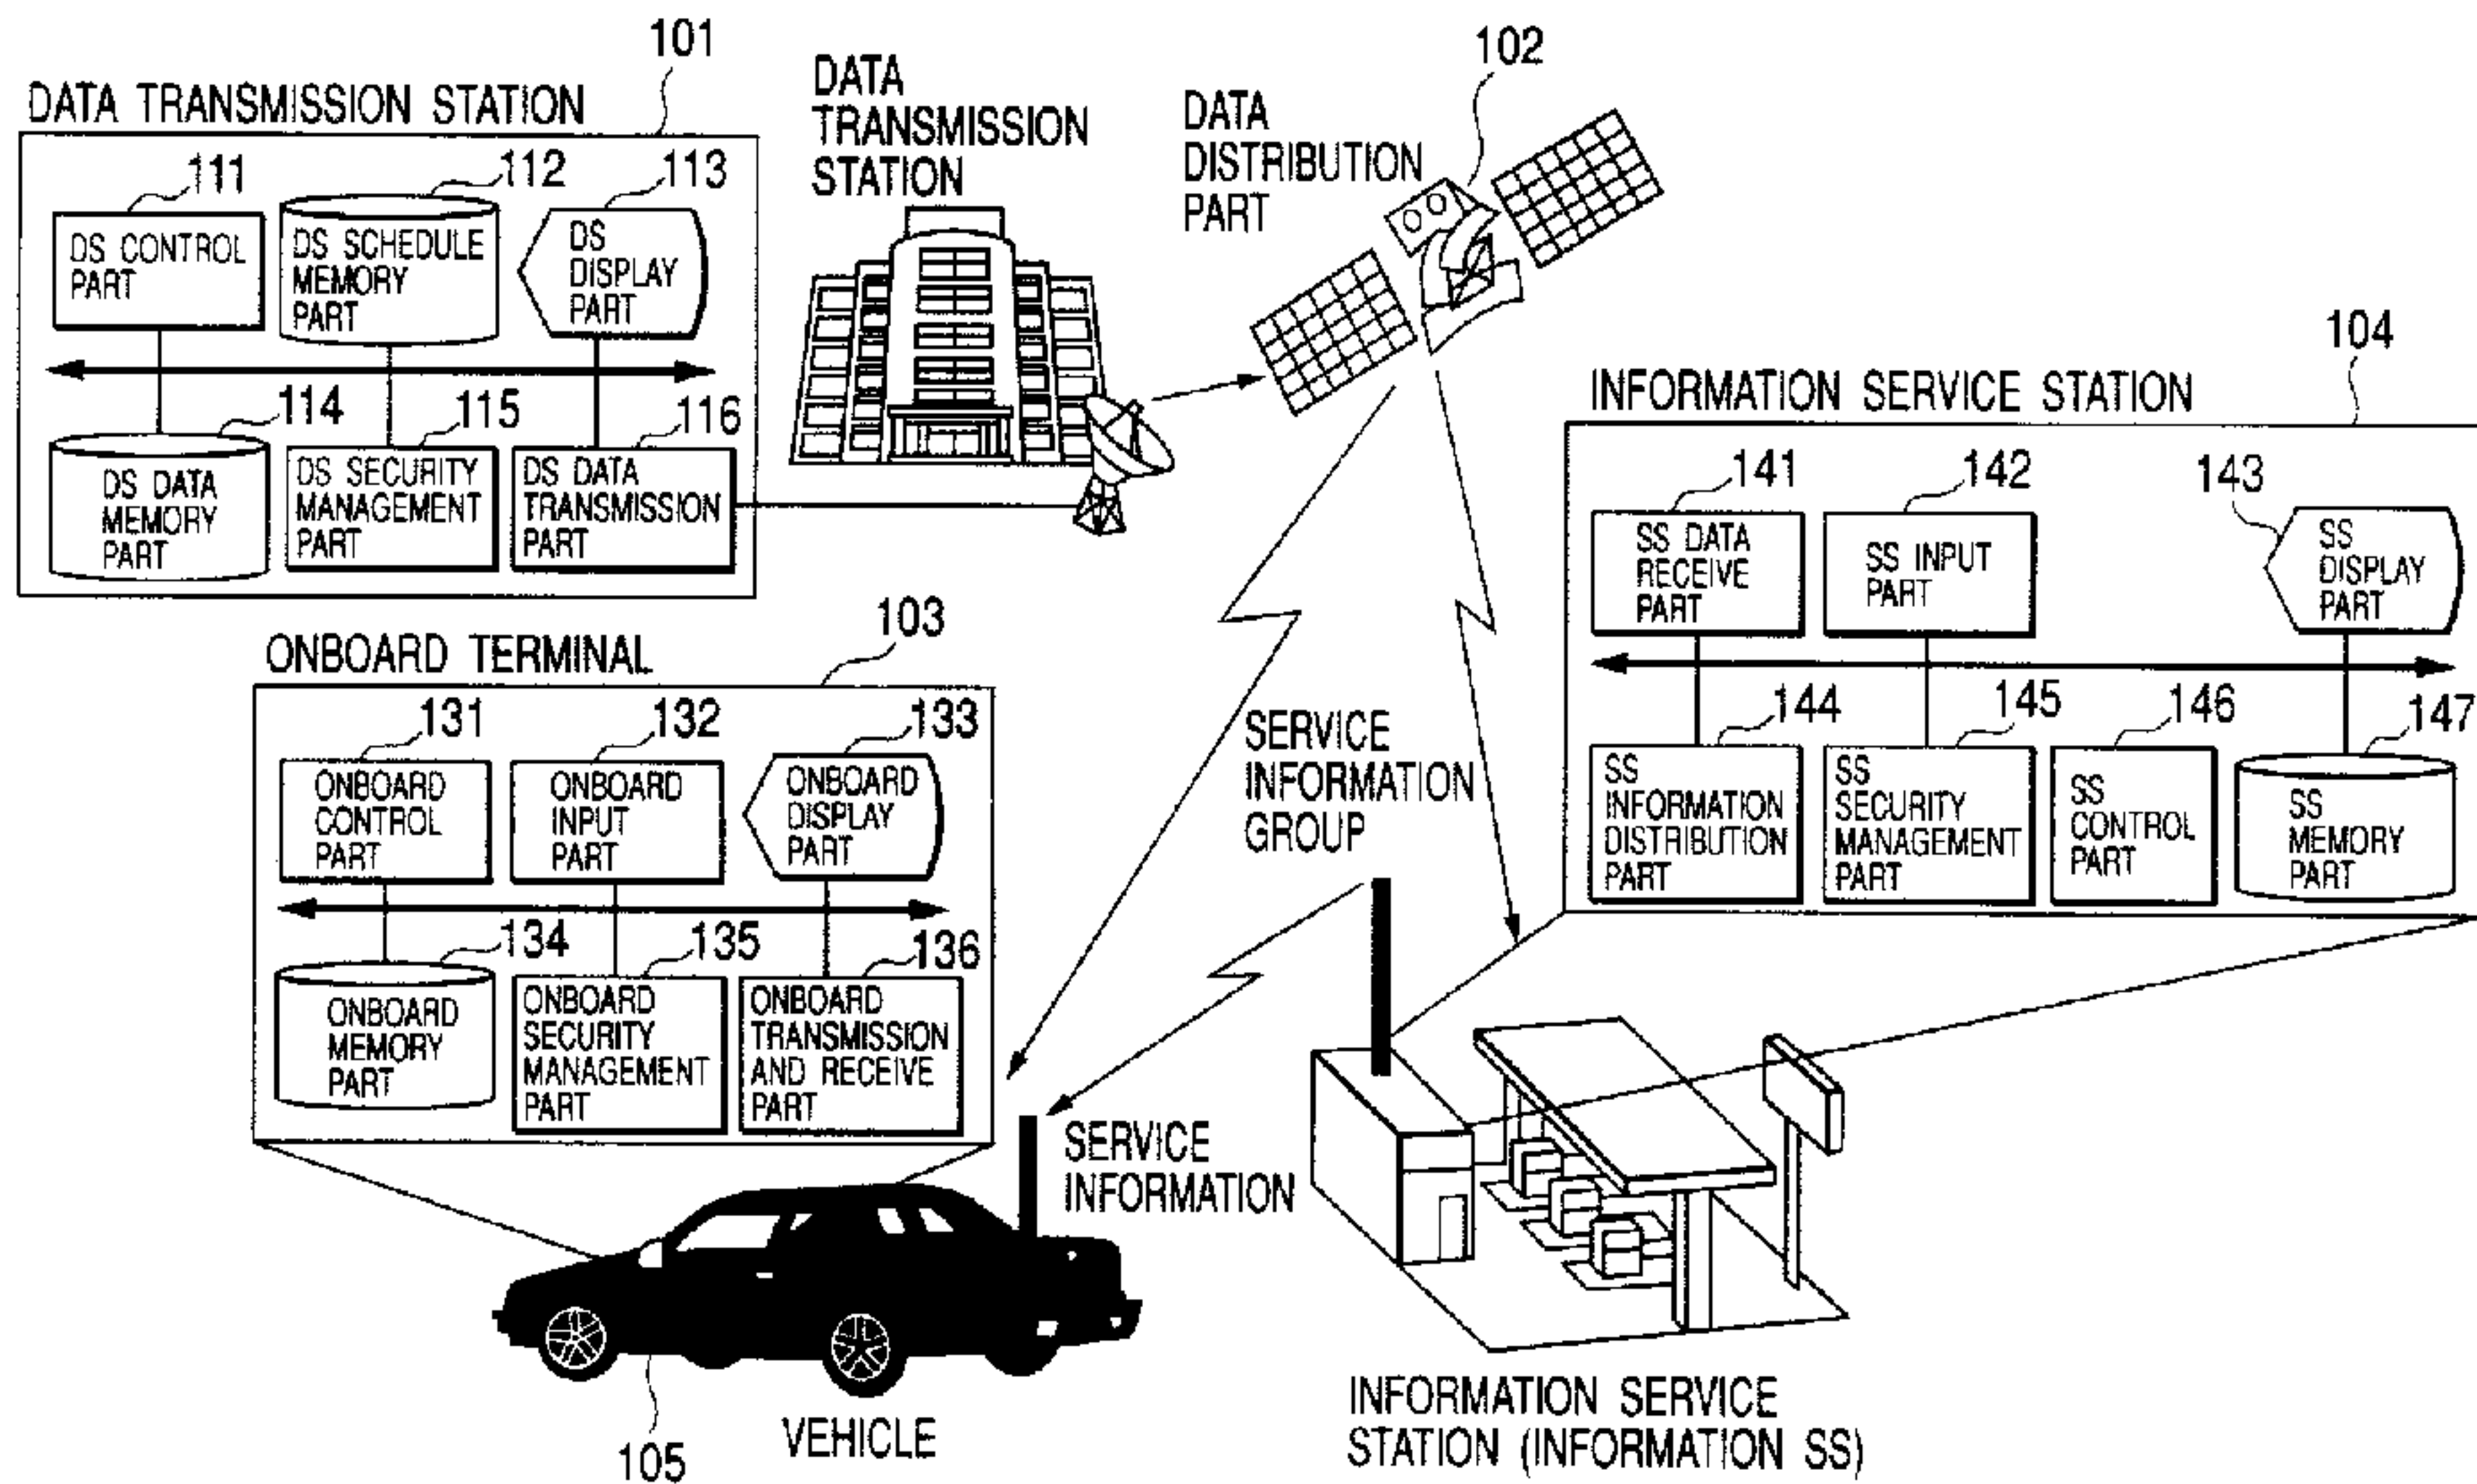 101
DATA TRANSMISSION STATION
111
112
113
DS CONTROL
PART
DS SCHEDULE
MEMORY
PART
DS
DISPLAY
PART
114
115
116
DS DATA
MEMORY
PART
DS SECURITY
MANAGEMENT
PART
DS DATA
TRANSMISSION
PART
DATA
TRANSMISSION
STATION
102
DATA
DISTRIBUTION
PART
104
INFORMATION SERVICE STATION
141
142
143
SS DATA
RECEIVE
PART
SS INPUT
PART
SS
DISPLAY
PART
144
145
146
147
SS
INFORMATION
DISTRIBUTION
PART
SS
SECURITY
MANAGEMENT
PART
SS
CONTROL
PART
SS
MEMORY
PART
103
ONBOARD TERMINAL
131
132
133
ONBOARD
CONTROL
PART
ONBOARD
INPUT
PART
ONBOARD
DISPLAY
PART
134
135
136
ONBOARD
MEMORY
PART
ONBOARD
SECURITY
MANAGEMENT
PART
ONBOARD
TRANSMISSION
AND RECEIVE
PART
SERVICE
INFORMATION
GROUP
SERVICE
INFORMATION
105
VEHICLE
INFORMATION SERVICE
STATION (INFORMATION SS)